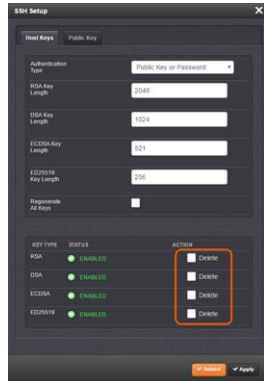 SSH Setup
Host Keys Public Key
Authentication
Type
Public Key or Password
RSA Key
Length
2048
DSA Key
Length
1024
ECDSA Key
Length
521
ED25519
Key Length
256
Regenerate
All Keys
KEY TYPE STATUS ACTION
RSA ENABLED Delete
DSA ENABLED Delete
ECDSA ENABLED Delete
ED25519 ENABLED Delete
Submit Apply